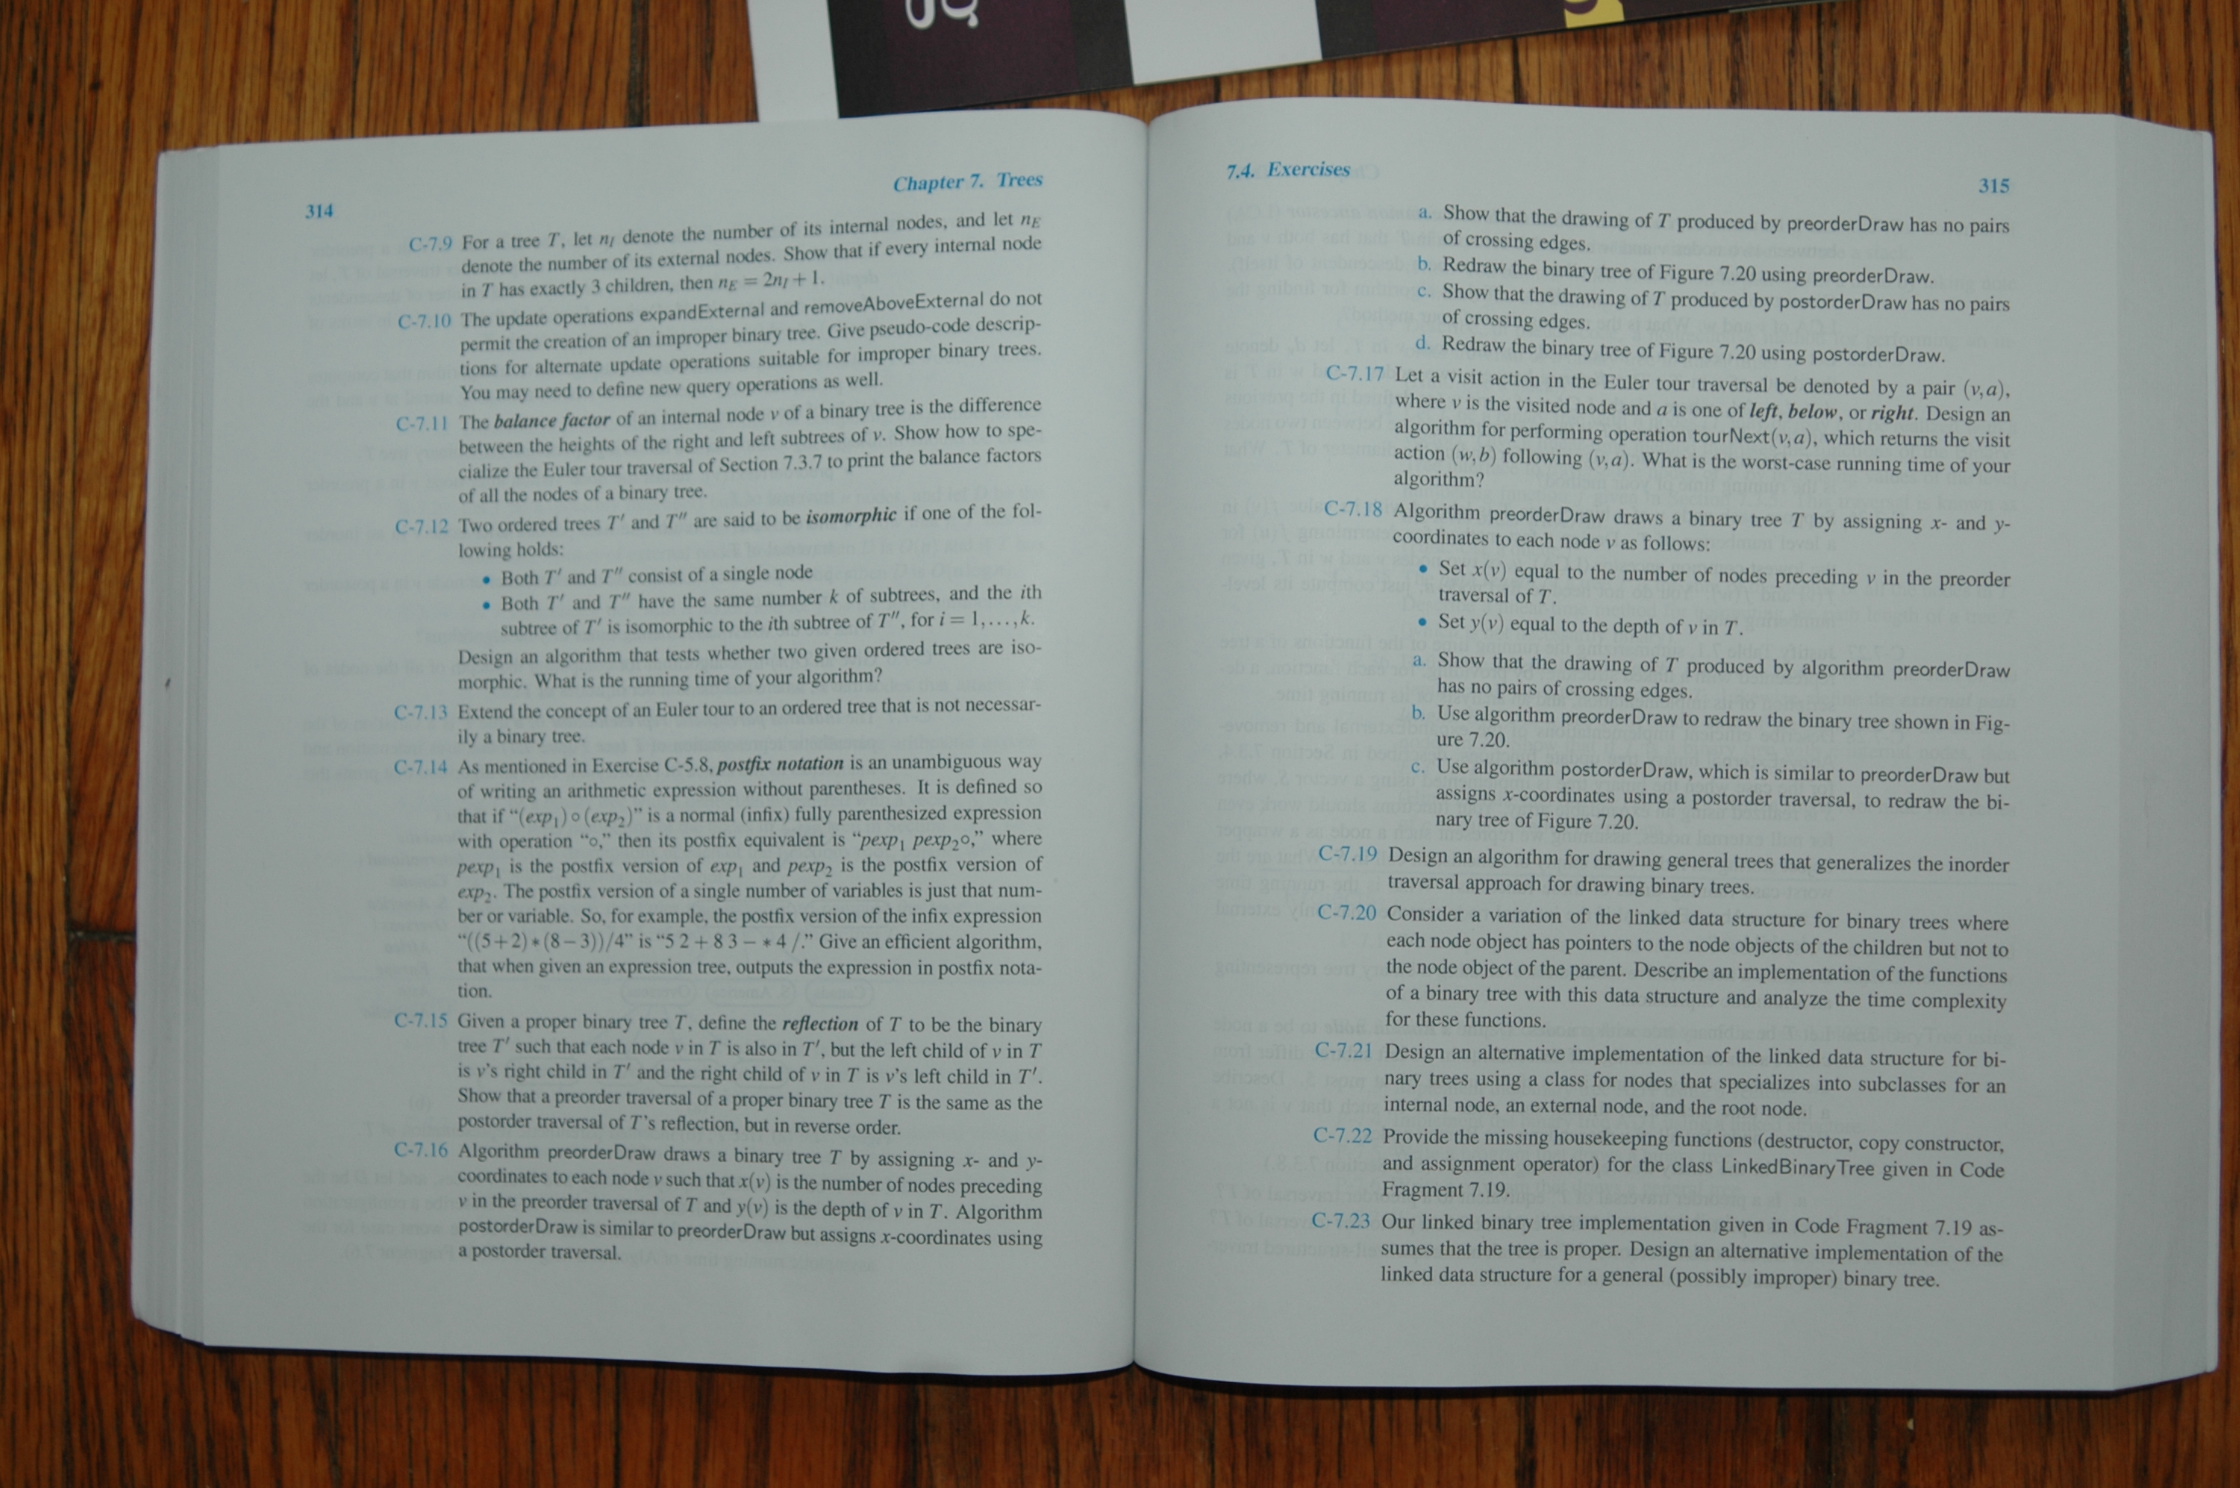 314
Chapter 7. Trees
C-7.9 For a tree T, let n_I denote the number of its internal nodes, and let n_E
denote the number of its external nodes. Show that if every internal node
in T has exactly 3 children, then n_E = 2n_I + 1.
C-7.10 The update operations expandExternal and removeAboveExternal do not
permit the creation of an improper binary tree. Give pseudo-code descrip-
tions for alternate update operations suitable for improper binary trees.
You may need to define new query operations as well.
C-7.11 The balance factor of an internal node v of a binary tree is the difference
between the heights of the right and left subtrees of v. Show how to spe-
cialize the Euler tour traversal of Section 7.3.7 to print the balance factors
of all the nodes of a binary tree.
C-7.12 Two ordered trees T′ and T″ are said to be isomorphic if one of the fol-
lowing holds:
• Both T′ and T″ consist of a single node
• Both T′ and T″ have the same number k of subtrees, and the ith
subtree of T′ is isomorphic to the ith subtree of T″, for i = 1,...,k.
Design an algorithm that tests whether two given ordered trees are iso-
morphic. What is the running time of your algorithm?
C-7.13 Extend the concept of an Euler tour to an ordered tree that is not necessar-
ily a binary tree.
C-7.14 As mentioned in Exercise C-5.8, postfix notation is an unambiguous way
of writing an arithmetic expression without parentheses. It is defined so
that if “(exp₁)∘(exp₂)” is a normal (infix) fully parenthesized expression
with operation “∘,” then its postfix equivalent is “pexp₁ pexp₂∘,” where
pexp₁ is the postfix version of exp₁ and pexp₂ is the postfix version of
exp₂. The postfix version of a single number of variables is just that num-
ber or variable. So, for example, the postfix version of the infix expression
“((5+2)∗(8−3))/4” is “5 2 + 8 3 − ∗ 4 /.” Give an efficient algorithm,
that when given an expression tree, outputs the expression in postfix nota-
tion.
C-7.15 Given a proper binary tree T, define the reflection of T to be the binary
tree T′ such that each node v in T is also in T′, but the left child of v in T
is v’s right child in T′ and the right child of v in T is v’s left child in T′.
Show that a preorder traversal of a proper binary tree T is the same as the
postorder traversal of T’s reflection, but in reverse order.
C-7.16 Algorithm preorderDraw draws a binary tree T by assigning x- and y-
coordinates to each node v such that x(v) is the number of nodes preceding
v in the preorder traversal of T and y(v) is the depth of v in T. Algorithm
postorderDraw is similar to preorderDraw but assigns x-coordinates using
a postorder traversal.
7.4. Exercises
315
a. Show that the drawing of T produced by preorderDraw has no pairs
of crossing edges.
b. Redraw the binary tree of Figure 7.20 using preorderDraw.
c. Show that the drawing of T produced by postorderDraw has no pairs
of crossing edges.
d. Redraw the binary tree of Figure 7.20 using postorderDraw.
C-7.17 Let a visit action in the Euler tour traversal be denoted by a pair (v,a),
where v is the visited node and a is one of left, below, or right. Design an
algorithm for performing operation tourNext(v,a), which returns the visit
action (w,b) following (v,a). What is the worst-case running time of your
algorithm?
C-7.18 Algorithm preorderDraw draws a binary tree T by assigning x- and y-
coordinates to each node v as follows:
• Set x(v) equal to the number of nodes preceding v in the preorder
traversal of T.
• Set y(v) equal to the depth of v in T.
a. Show that the drawing of T produced by algorithm preorderDraw
has no pairs of crossing edges.
b. Use algorithm preorderDraw to redraw the binary tree shown in Fig-
ure 7.20.
c. Use algorithm postorderDraw, which is similar to preorderDraw but
assigns x-coordinates using a postorder traversal, to redraw the bi-
nary tree of Figure 7.20.
C-7.19 Design an algorithm for drawing general trees that generalizes the inorder
traversal approach for drawing binary trees.
C-7.20 Consider a variation of the linked data structure for binary trees where
each node object has pointers to the node objects of the children but not to
the node object of the parent. Describe an implementation of the functions
of a binary tree with this data structure and analyze the time complexity
for these functions.
C-7.21 Design an alternative implementation of the linked data structure for bi-
nary trees using a class for nodes that specializes into subclasses for an
internal node, an external node, and the root node.
C-7.22 Provide the missing housekeeping functions (destructor, copy constructor,
and assignment operator) for the class LinkedBinaryTree given in Code
Fragment 7.19.
C-7.23 Our linked binary tree implementation given in Code Fragment 7.19 as-
sumes that the tree is proper. Design an alternative implementation of the
linked data structure for a general (possibly improper) binary tree.